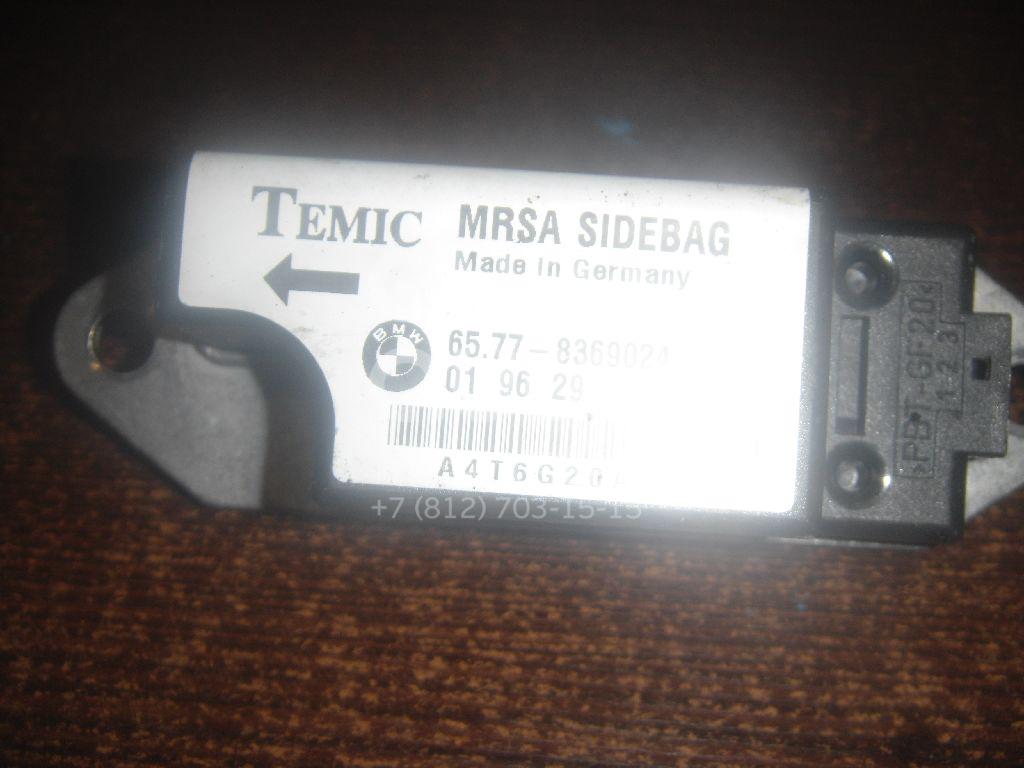 TEMIC
MRSA SIDEBAG
Made in Germany
BMW
65.77-8369024
01 96 29
A4T6G20A
>PBT-GF20<
1 2 3
+7 (812) 703-15-15